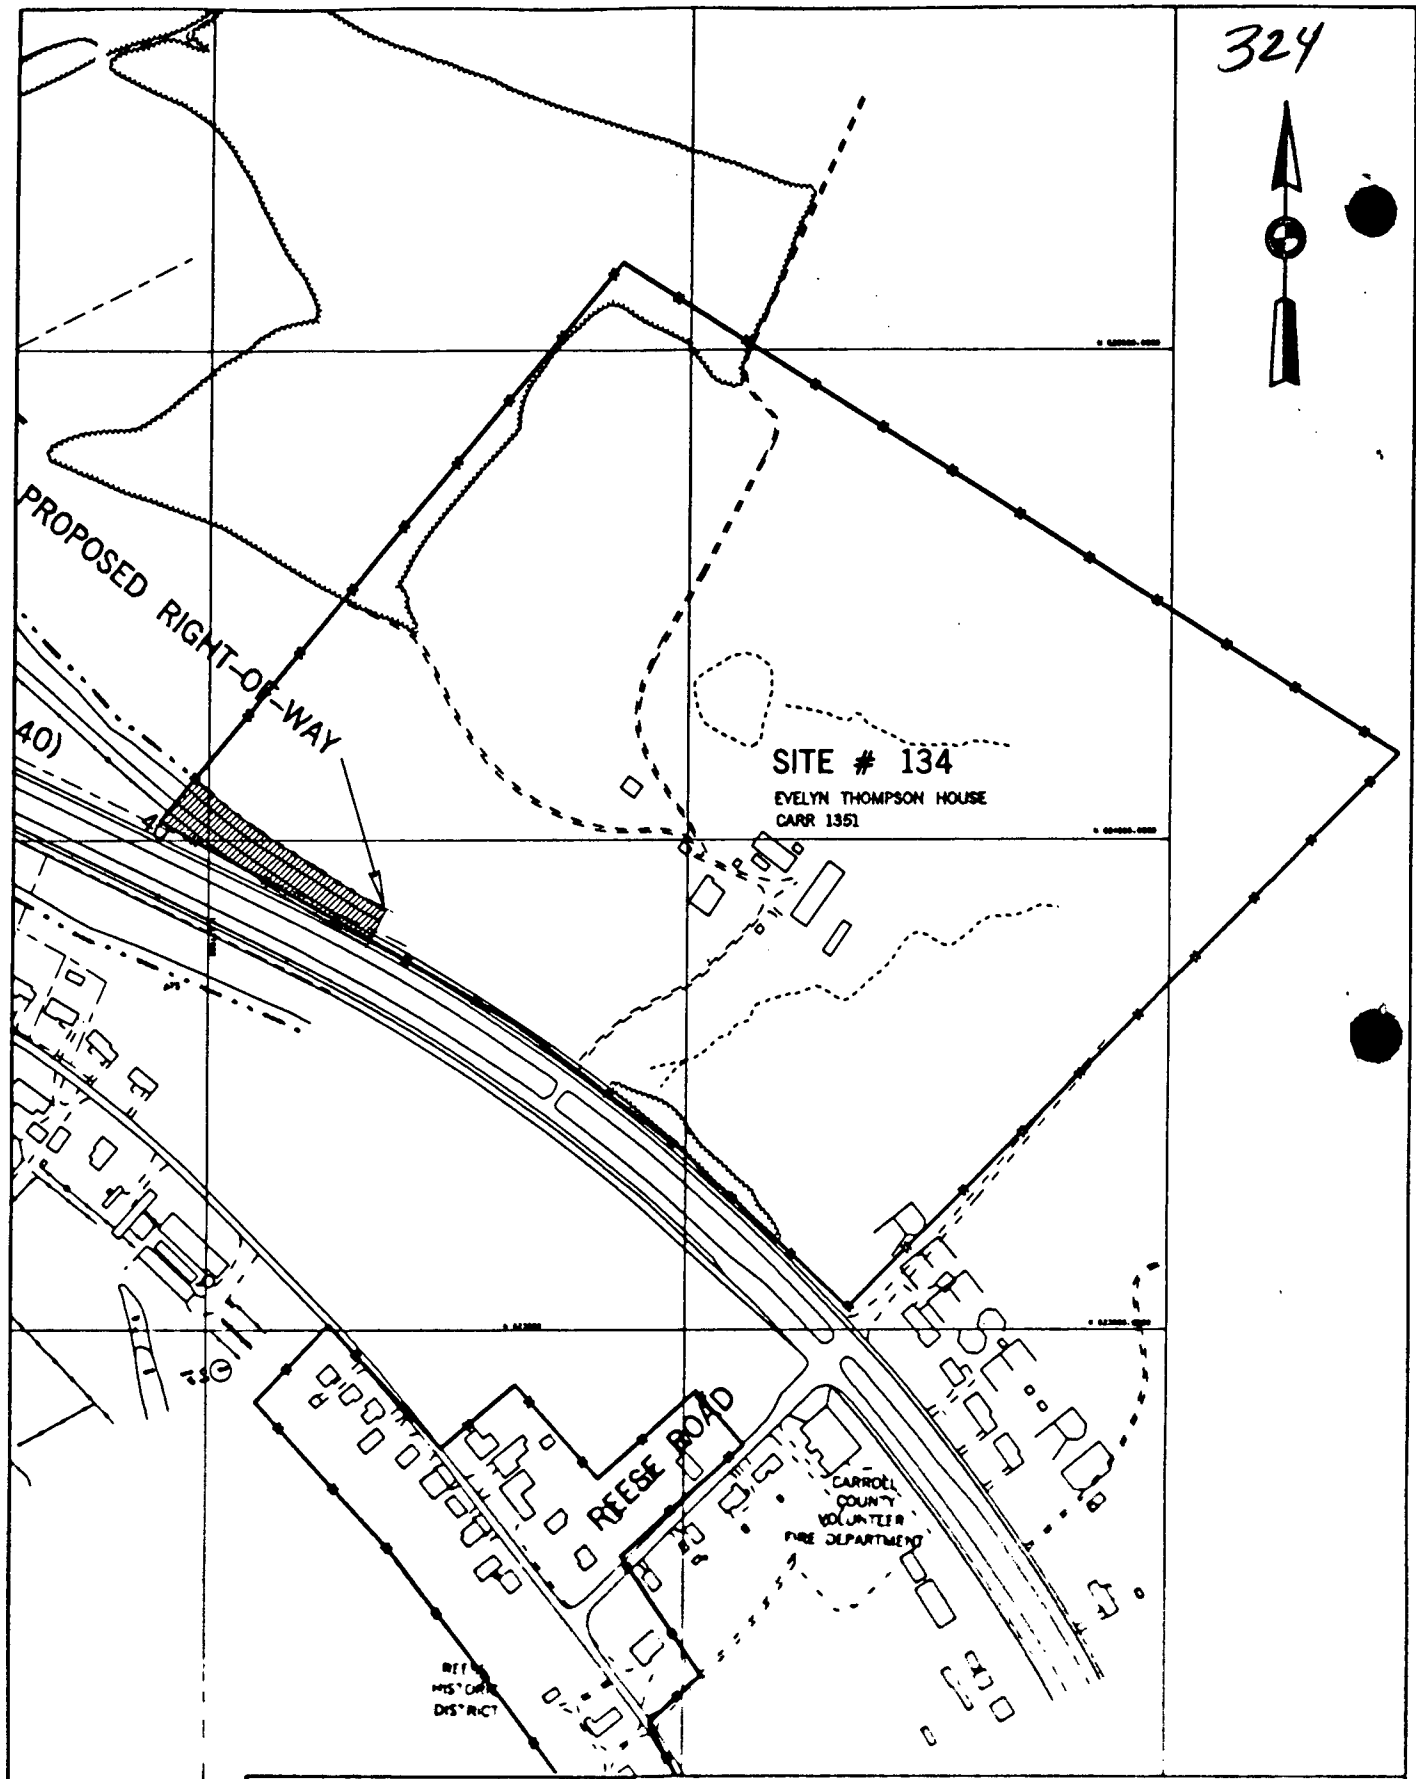 324
PROPOSED RIGHT-OF-WAY
40)
SITE # 134
EVELYN THOMPSON HOUSE
CARR 1351
40
REESE RD
REESE ROAD
CARROLL
COUNTY
VOLUNTEER
FIRE DEPARTMENT
HISTORIC
DISTRICT